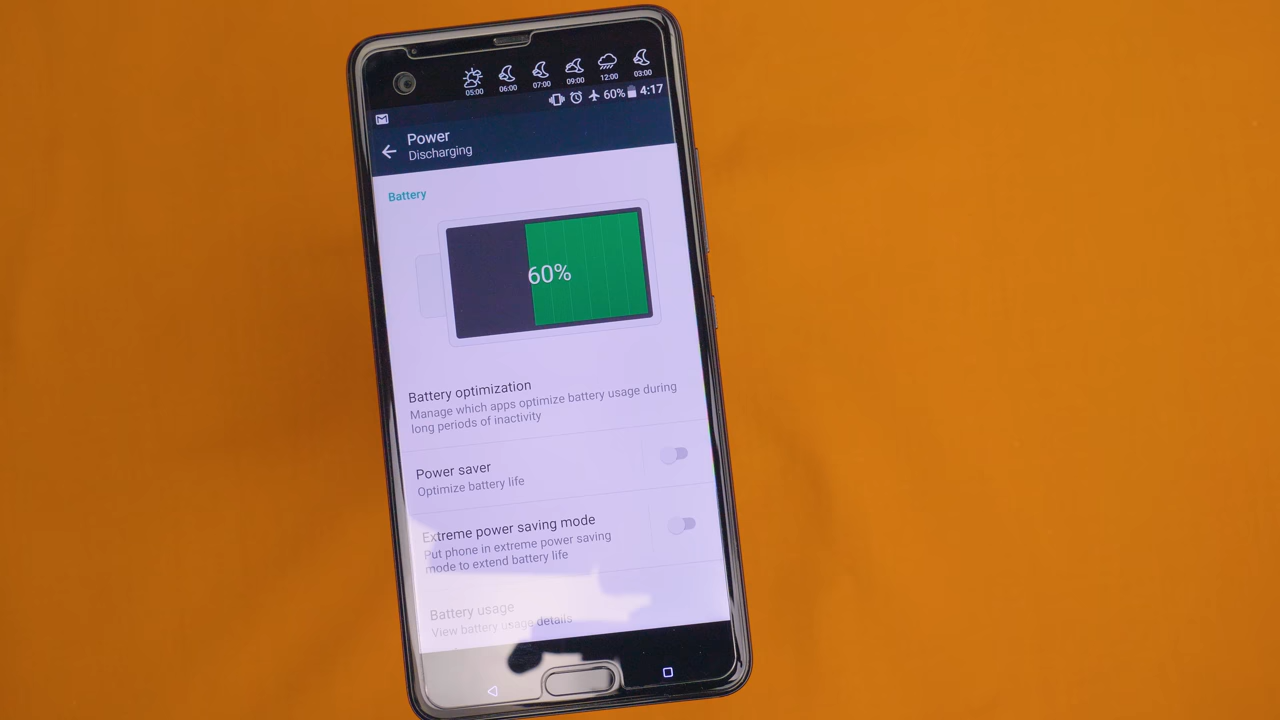 05:00 06:00 07:00 09:00 12:00 03:00
60% 4:17
Power
Discharging
Battery
60%
Battery optimization
Manage which apps optimize battery usage during
long periods of inactivity
Power saver
Optimize battery life
Extreme power saving mode
Put phone in extreme power saving
mode to extend battery life
Battery usage
View battery usage details